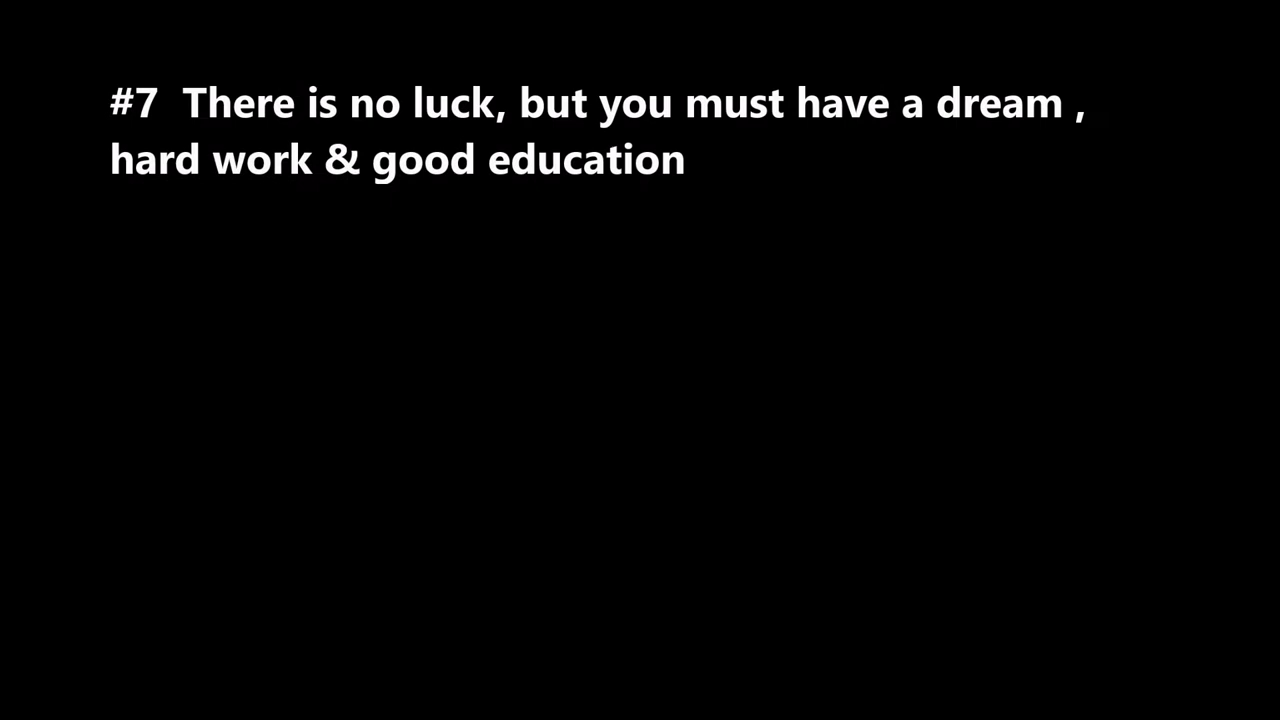 #7  There is no luck, but you must have a dream ,
hard work & good education